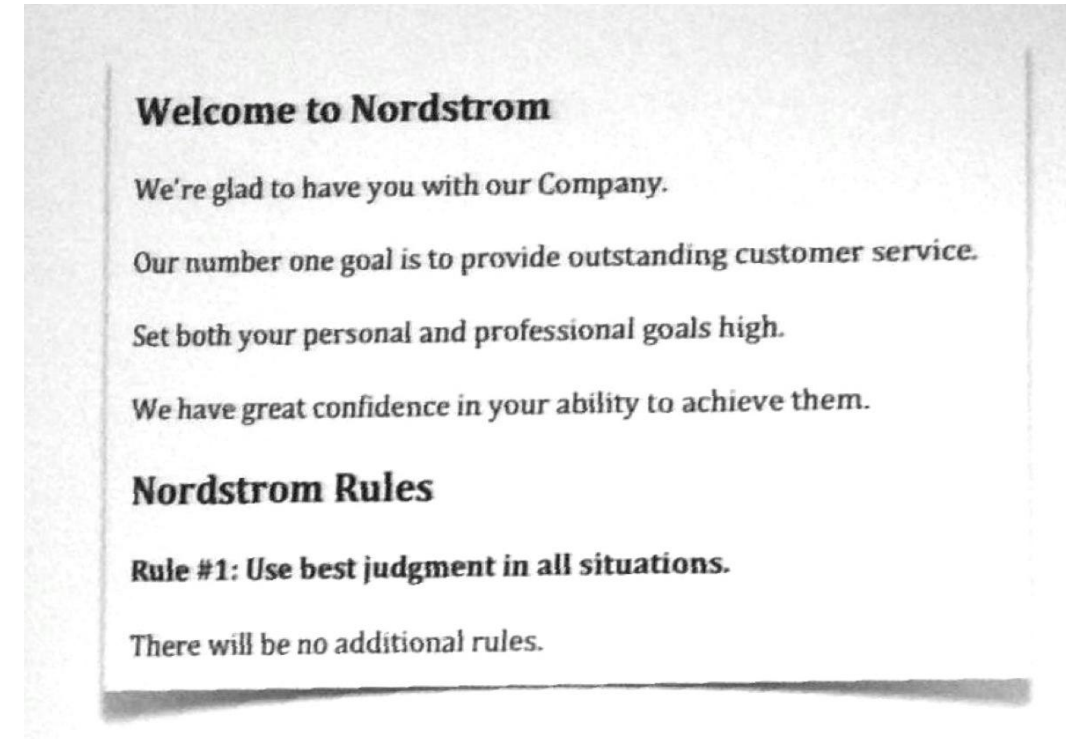 Welcome to Nordstrom
We're glad to have you with our Company.
Our number one goal is to provide outstanding customer service.
Set both your personal and professional goals high.
We have great confidence in your ability to achieve them.
Nordstrom Rules
Rule #1: Use best judgment in all situations.
There will be no additional rules.